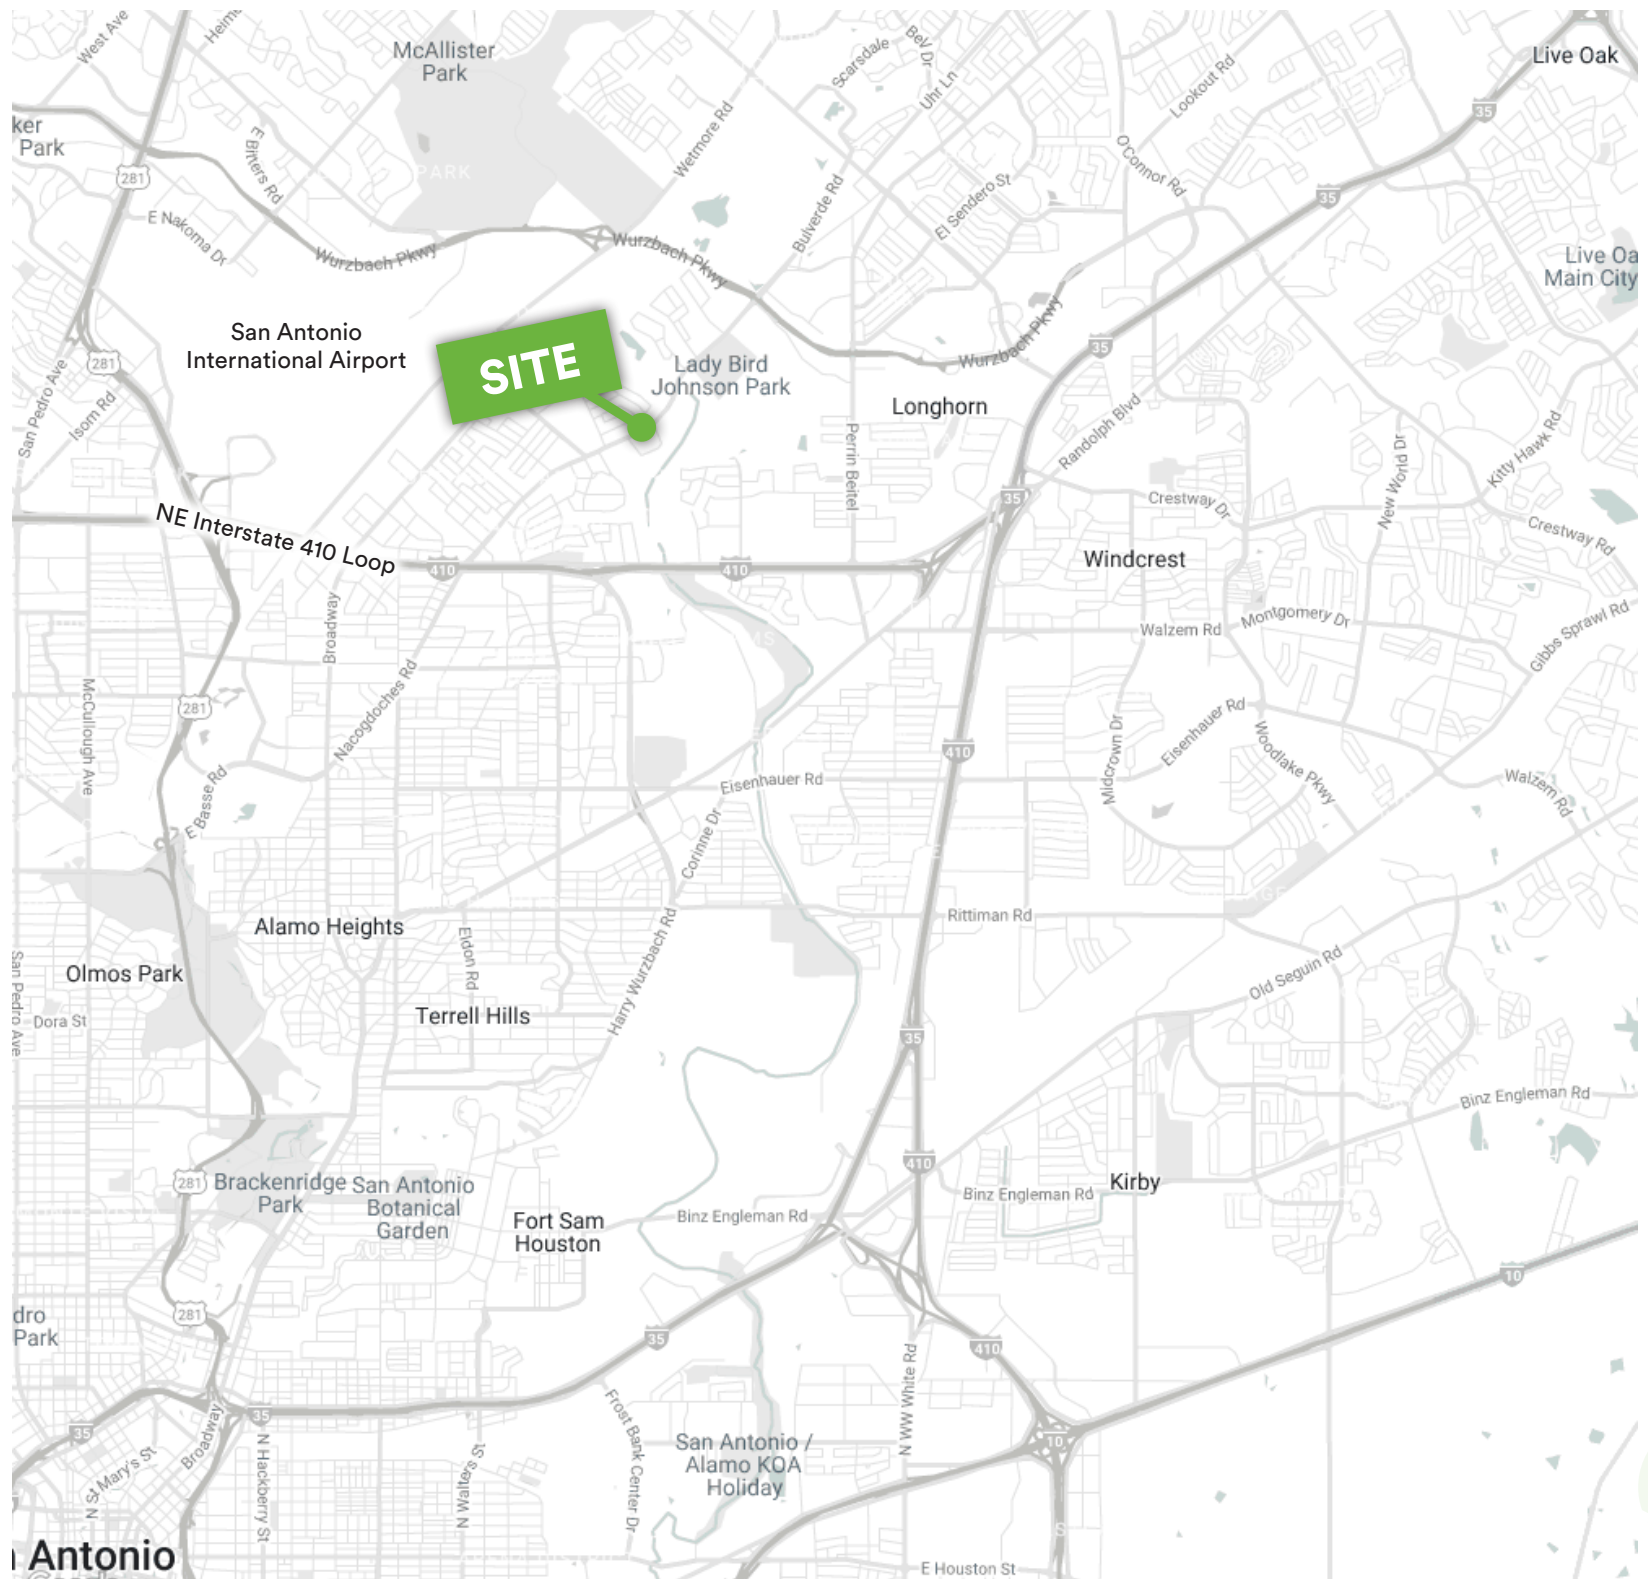 West Ave
McAllister
Park
Bel Dr
Scarsdale
Uhr Ln
Lookout Rd
Live Oak
35
ker
Park
E Bitters Rd
PARK
Wetmore Rd
O'Connor Rd
281
35
E Nakoma Dr
Wurzbach Pkwy
Wurzbach Pkwy
Bulverde Rd
El Sendero St
Live Oa
Main City
San Antonio
International Airport
SITE
Lady Bird
Johnson Park
Wurzbach Pkwy
35
281
San Pedro Ave
Isom Rd
Longhorn
Randolph Blvd
Perrin Beitel
New World Dr
Kitty Hawk Rd
35
Crestway Dr
Crestway Rd
NE Interstate 410 Loop
410
410
Windcrest
Broadway
Walzem Rd
Montgomery Dr
Gibbs Sprawl Rd
McCullough Ave
281
Nacogdoches Rd
410
Midcrown Dr
Eisenhauer Rd
Woodlake Pkwy
Eisenhauer Rd
Walzem Rd
E Basse Rd
Corinne Dr
Alamo Heights
Eldon Rd
Harry Wurzbach Rd
Rittiman Rd
Olmos Park
San Pedro Ave
Dora St
Terrell Hills
Old Seguin Rd
35
Binz Engleman Rd
281
Brackenridge
Park
San Antonio
Botanical
Garden
Fort Sam
Houston
Binz Engleman Rd
410
Binz Engleman Rd
Kirby
10
281
dro
Park
35
410
N WW White Rd
35
35
Broadway
N St Mary's St
N Hackberry St
N Walters St
Frost Bank Center Dr
San Antonio /
Alamo KOA
Holiday
10
Antonio
E Houston St